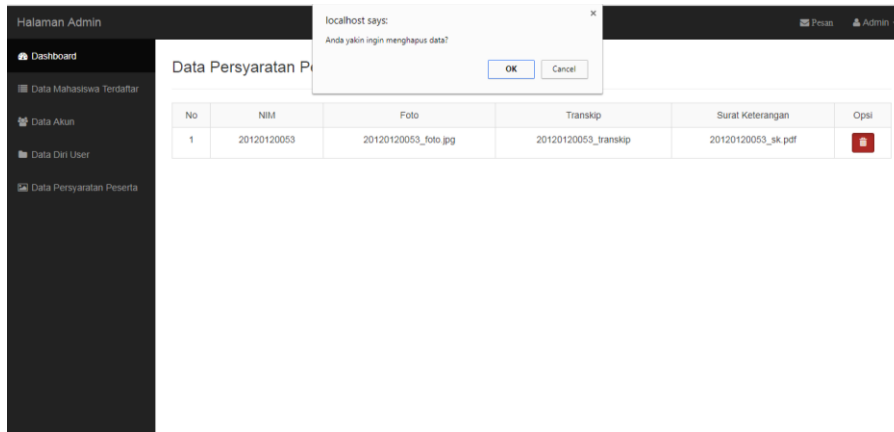 Halaman Admin
localhost says:
×
Anda yakin ingin menghapus data?
OK
Cancel
Pesan
Admin
Dashboard
Data Mahasiswa Terdaftar
Data Akun
Data Diri User
Data Persyaratan Peserta
Data Persyaratan
No NIM Foto Transkip Surat Keterangan Opsi
1 20120120053 20120120053_foto.jpg 20120120053_transkip 20120120053_sk.pdf